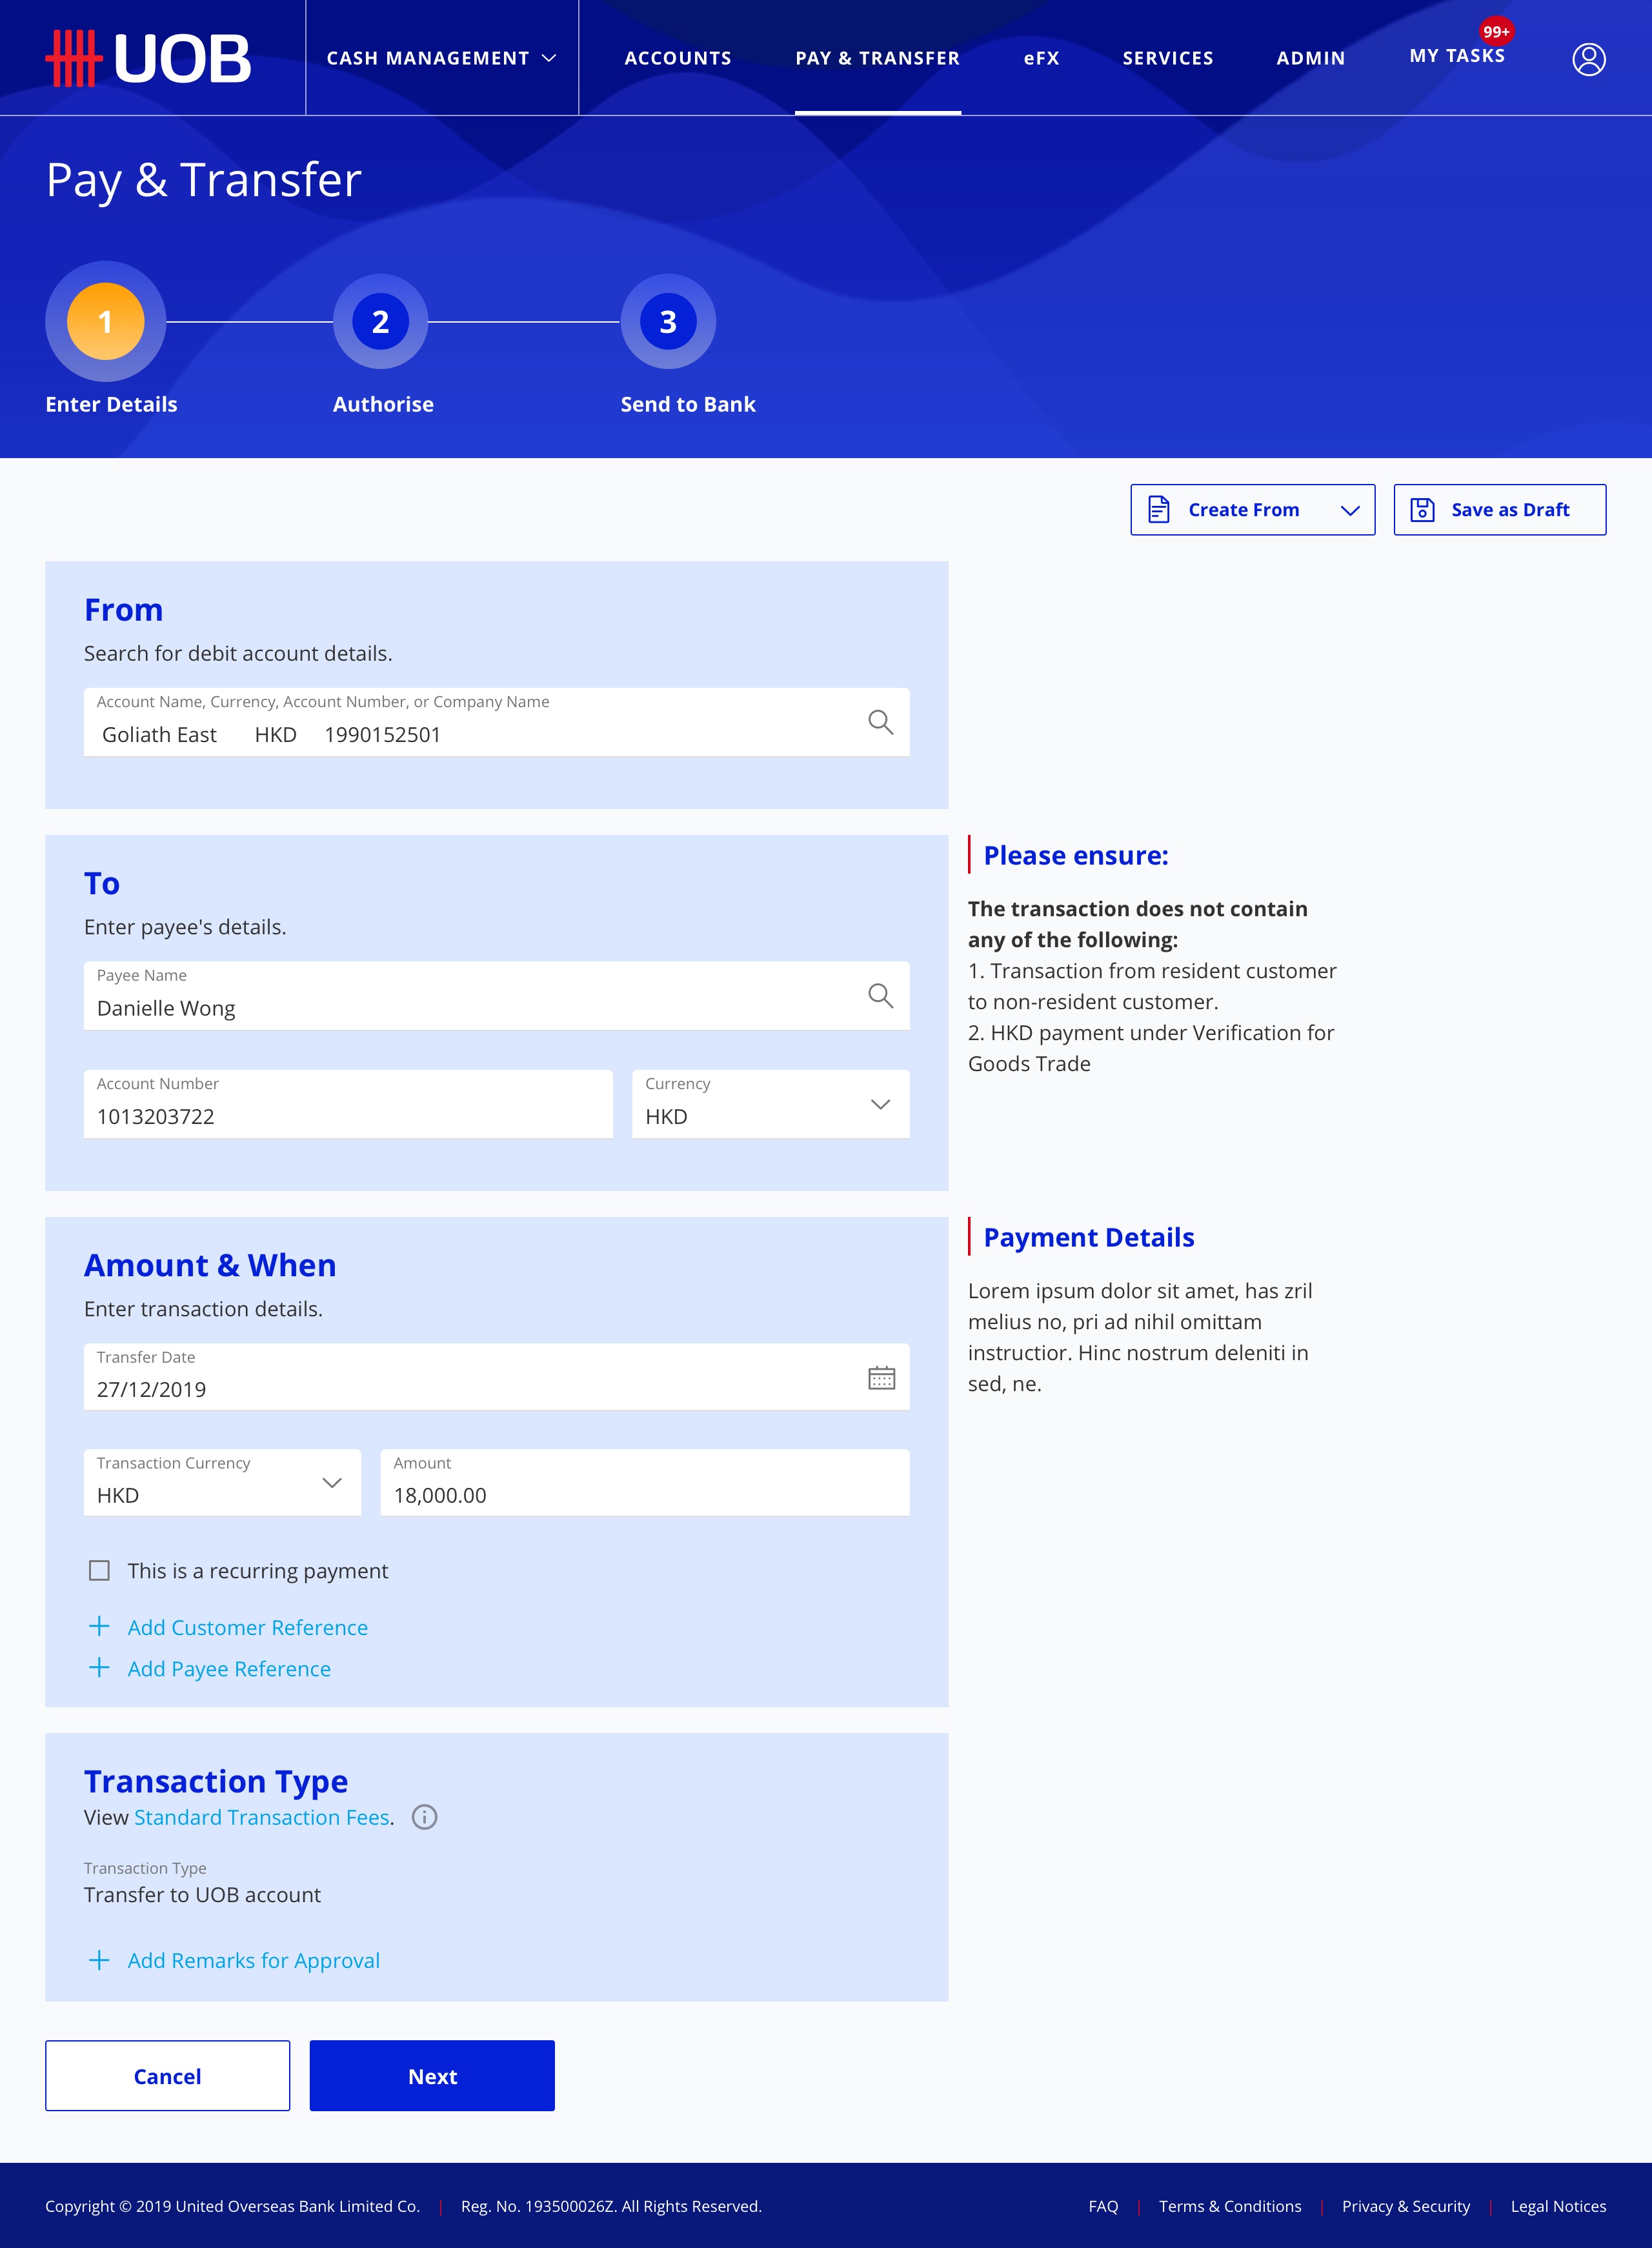 UOB
CASH MANAGEMENT
ACCOUNTS
PAY & TRANSFER
eFX
SERVICES
ADMIN
MY TASKS
99+
Pay & Transfer
1
2
3
Enter Details
Authorise
Send to Bank
Create From
Save as Draft
From
Search for debit account details.
Account Name, Currency, Account Number, or Company Name
Goliath East HKD 1990152501
To
Enter payee's details.
Payee Name
Danielle Wong
Account Number
1013203722
Currency
HKD
Please ensure:
The transaction does not contain
any of the following:
1. Transaction from resident customer
to non-resident customer.
2. HKD payment under Verification for
Goods Trade
Amount & When
Enter transaction details.
Transfer Date
27/12/2019
Transaction Currency
HKD
Amount
18,000.00
This is a recurring payment
Add Customer Reference
Add Payee Reference
Payment Details
Lorem ipsum dolor sit amet, has zril
melius no, pri ad nihil omittam
instructior. Hinc nostrum deleniti in
sed, ne.
Transaction Type
View Standard Transaction Fees.
Transaction Type
Transfer to UOB account
Add Remarks for Approval
Cancel
Next
Copyright © 2019 United Overseas Bank Limited Co. | Reg. No. 193500026Z. All Rights Reserved.
FAQ | Terms & Conditions | Privacy & Security | Legal Notices